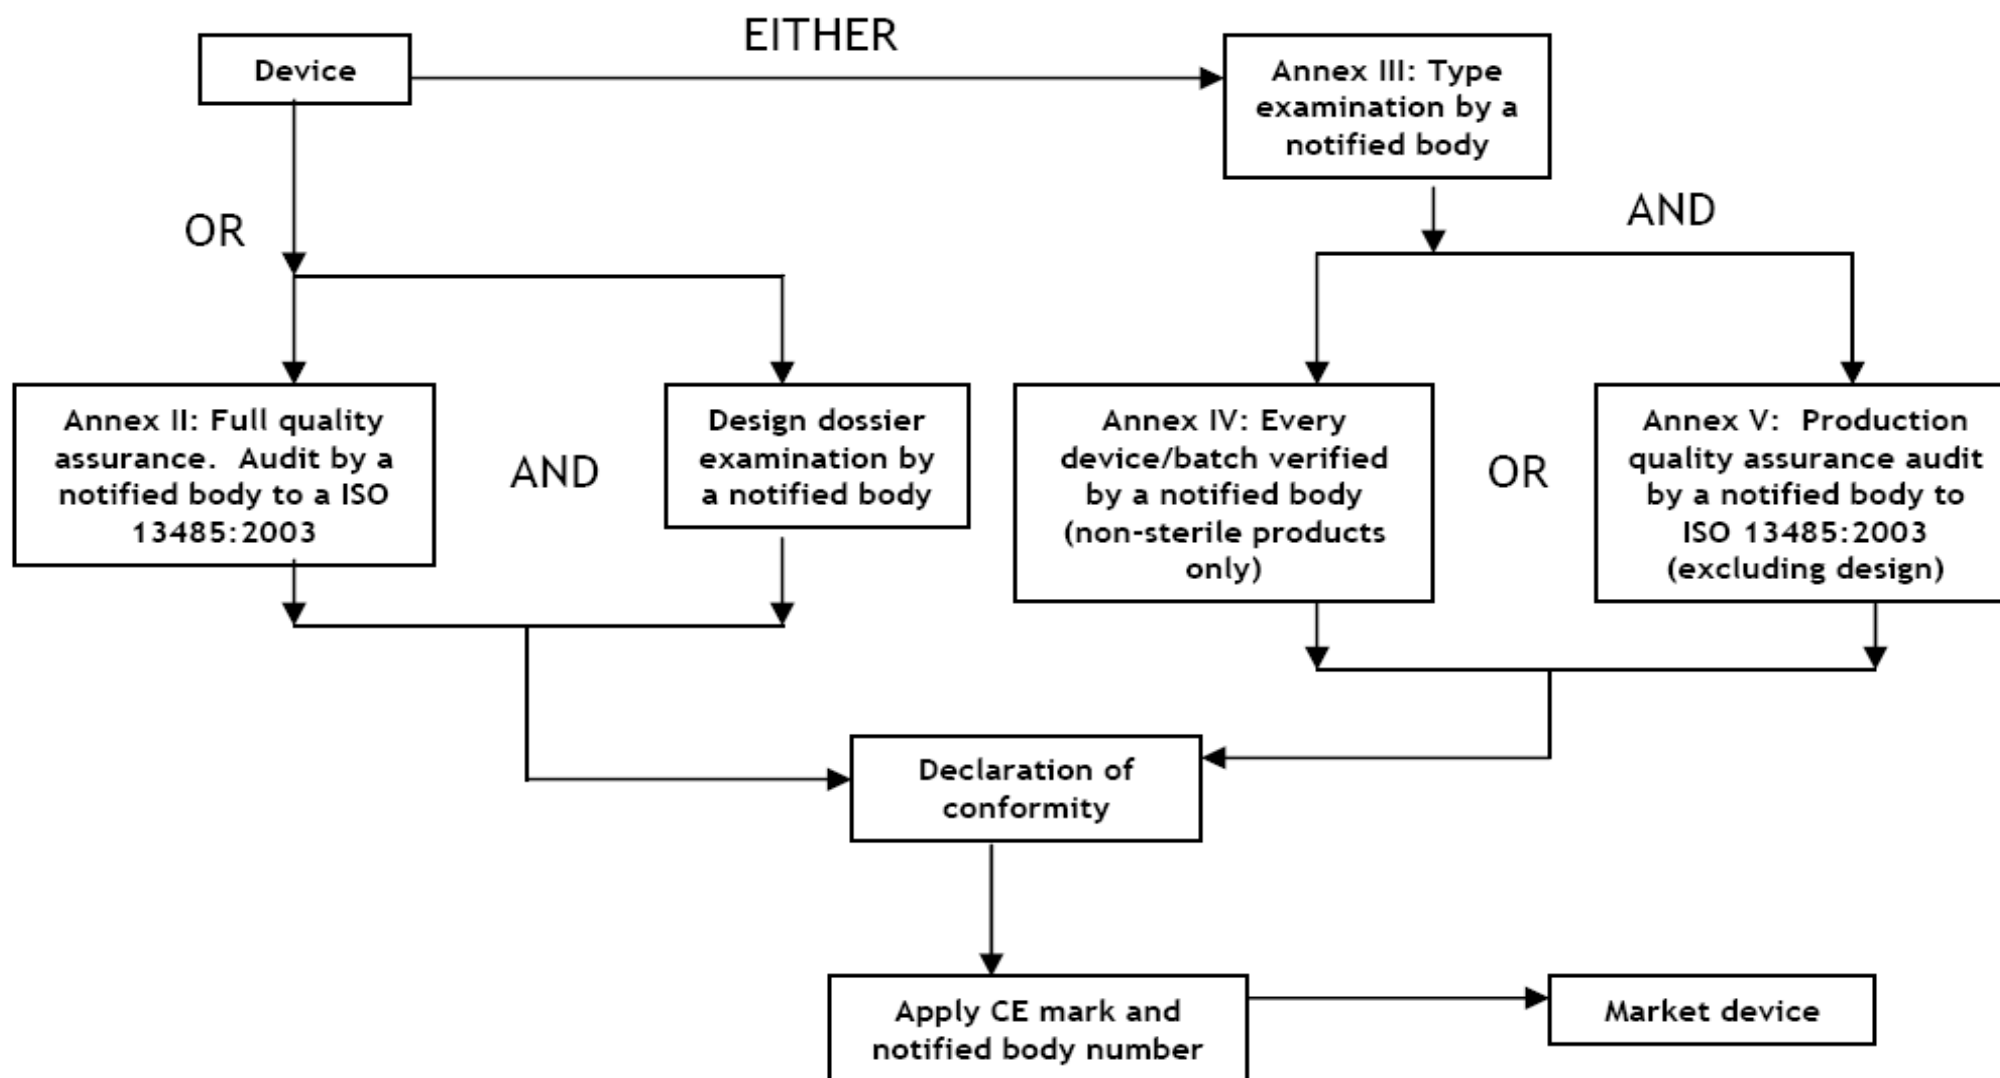 EITHER
Device
Annex III: Type
examination by a
notified body
OR
AND
Annex II: Full quality
assurance.  Audit by a
notified body to a ISO
13485:2003
AND
Design dossier
examination by
a notified body
Annex IV: Every
device/batch verified
by a notified body
(non-sterile products
only)
OR
Annex V:  Production
quality assurance audit
by a notified body to
ISO 13485:2003
(excluding design)
Declaration of
conformity
Apply CE mark and
notified body number
Market device